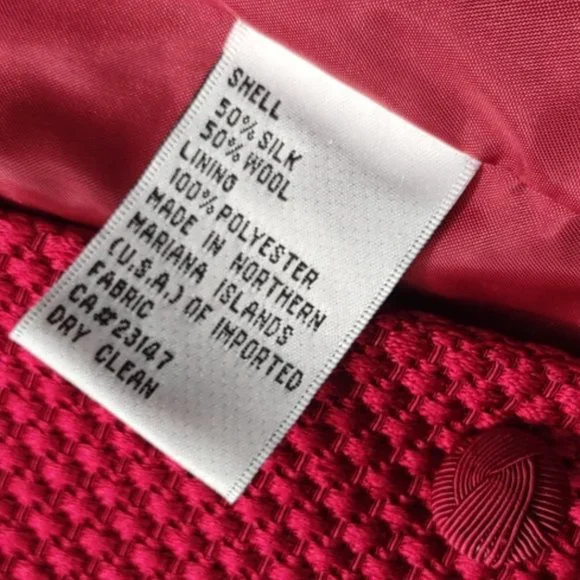 SHELL
50% SILK
50% WOOL
LINING
100% POLYESTER
MADE IN NORTHERN
MARIANA ISLANDS
(U.S.A.) OF IMPORTED
FABRIC
CA#23147
DRY CLEAN